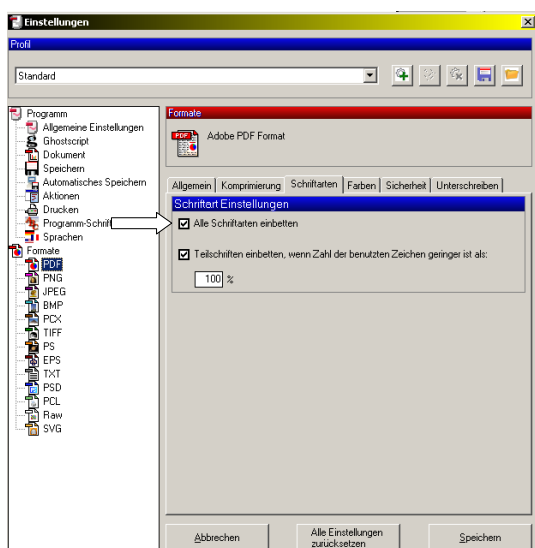 Einstellungen
Profil
Standard
Programm
Allgemeine Einstellungen
Ghostscript
Dokument
Speichern
Automatisches Speichern
Aktionen
Drucken
Programm-Schrif
Sprachen
Formate
PDF
PNG
JPEG
BMP
PCX
TIFF
PS
EPS
TXT
PSD
PCL
Raw
SVG
Formate
PDF
Adobe PDF Format
Allgemein Komprimierung Schriftarten Farben Sicherheit Unterschreiben
Schriftart Einstellungen
Alle Schriftarten einbetten
Teilschriften einbetten, wenn Zahl der benutzten Zeichen geringer ist als:
100 %
Abbrechen
Alle Einstellungen
zurücksetzen
Speichern